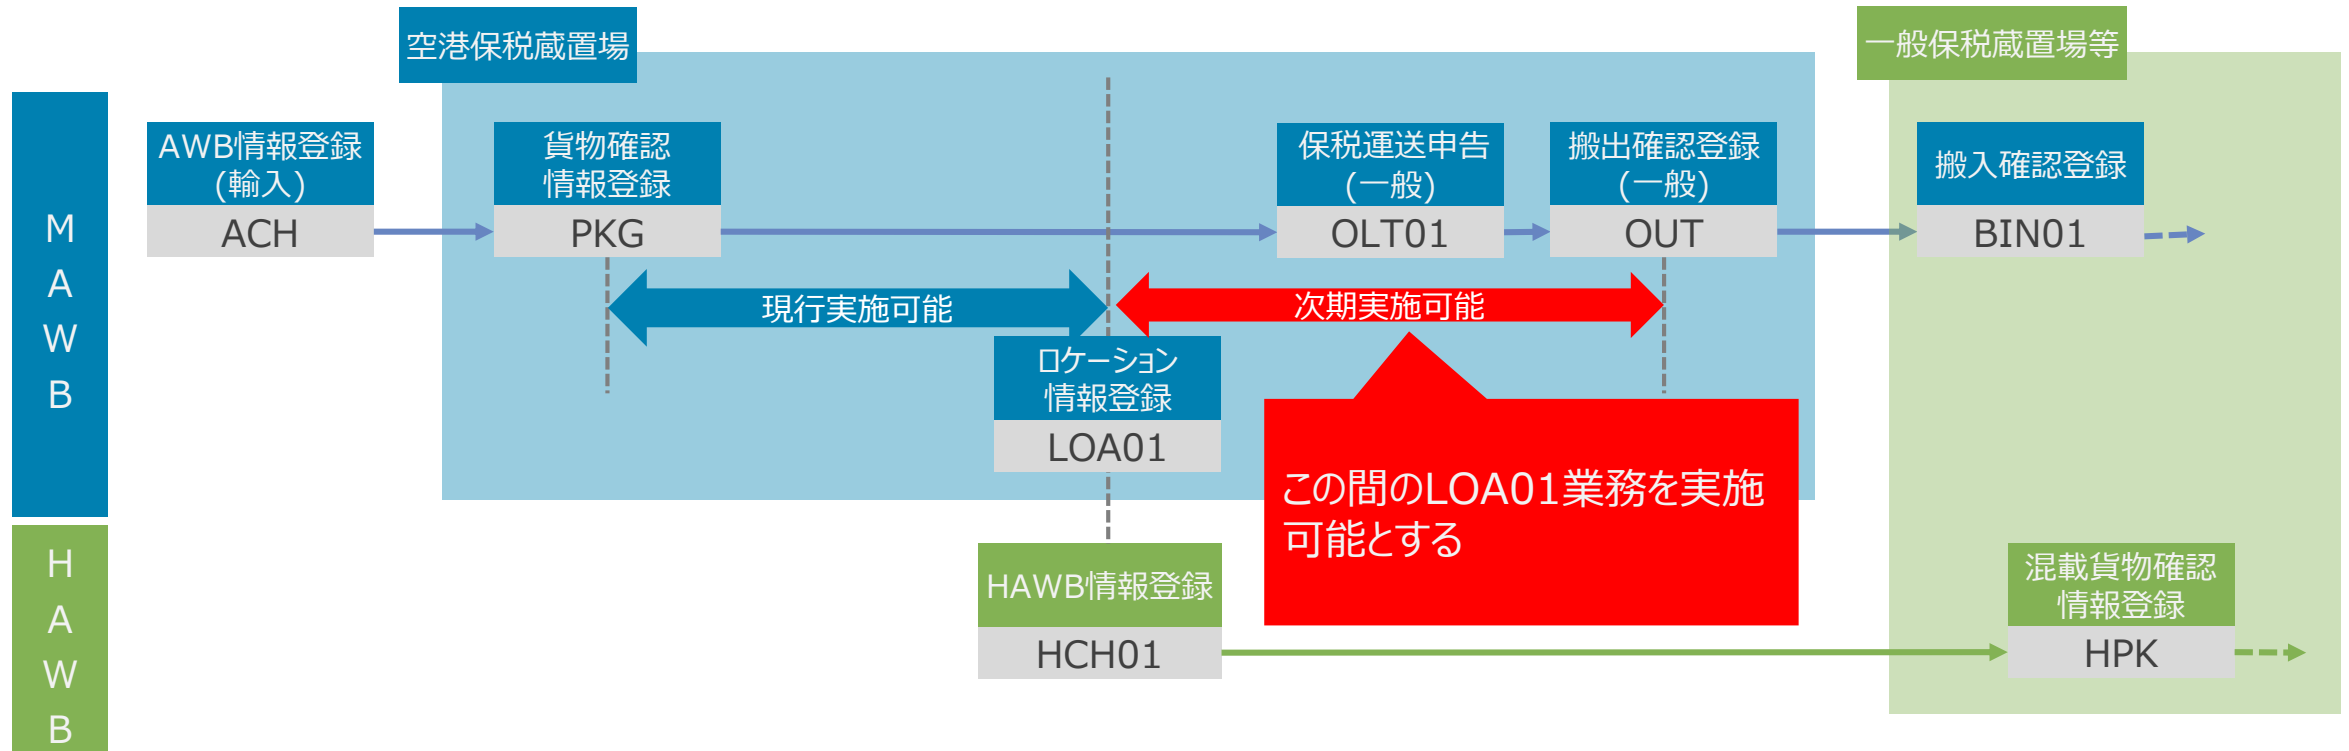 空港保税蔵置場
一般保税蔵置場等
M
A
W
B
AWB情報登録
(輸入)
ACH
貨物確認
情報登録
PKG
保税運送申告
(一般)
OLT01
搬出確認登録
(一般)
OUT
搬入確認登録
BIN01
現行実施可能
次期実施可能
ロケーション
情報登録
LOA01
この間のLOA01業務を実施
可能とする
H
A
W
B
HAWB情報登録
HCH01
混載貨物確認
情報登録
HPK